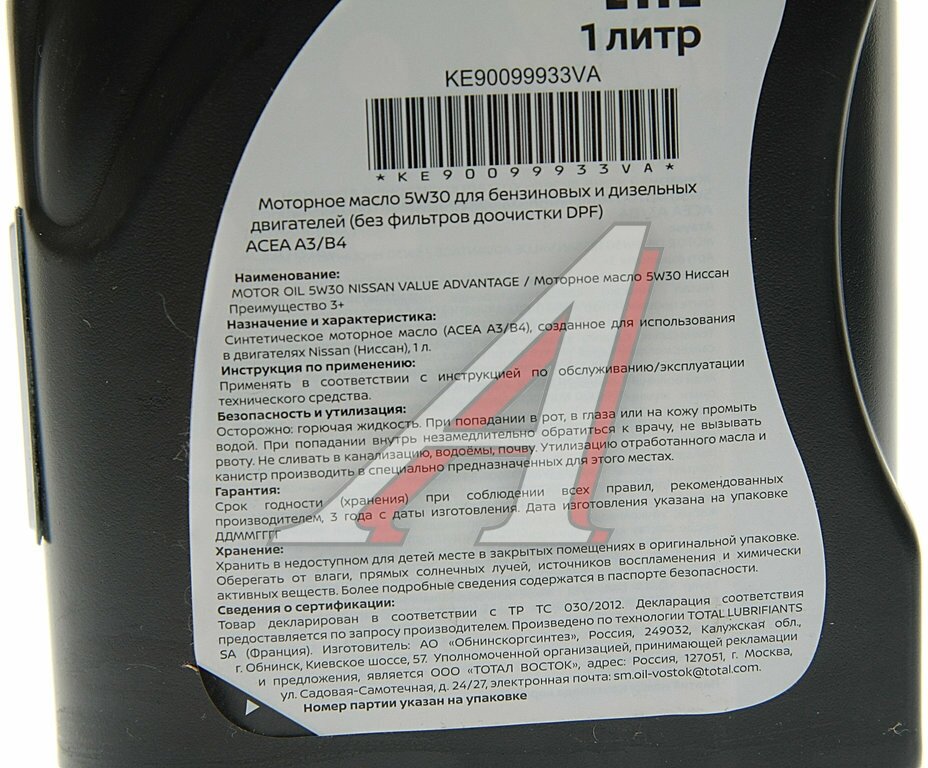 1 литр
KE90099933VA
*KE90099933VA*
Моторное масло 5W30 для бензиновых и дизельных
двигателей (без фильтров доочистки DPF)
ACEA A3/B4
Наименование:
MOTOR OIL 5W30 NISSAN VALUE ADVANTAGE / Моторное масло 5W30 Ниссан
Преимущество 3+
Назначение и характеристика:
Синтетическое моторное масло (ACEA A3/B4), созданное для использования
в двигателях Nissan (Ниссан), 1 л.
Инструкция по применению:
Применять в соответствии с инструкцией по обслуживанию/эксплуатации
технического средства.
Безопасность и утилизация:
Осторожно: горючая жидкость. При попадании в рот, в глаза или на кожу промыть
водой. При попадании внутрь незамедлительно обратиться к врачу, не вызывать
рвоту. Не сливать в канализацию, водоёмы, почву. Утилизацию отработанного масла и
канистр производить в специально предназначенных для этого местах.
Гарантия:
Срок годности (хранения) при соблюдении всех правил, рекомендованных
производителем, 3 года с даты изготовления. Дата изготовления указана на упаковке
ДДММГГГГ
Хранение:
Хранить в недоступном для детей месте в закрытых помещениях в оригинальной упаковке.
Оберегать от влаги, прямых солнечных лучей, источников воспламенения и химически
активных веществ. Более подробные сведения содержатся в паспорте безопасности.
Сведения о сертификации:
Товар декларирован в соответствии с ТР ТС 030/2012. Декларация соответствия
предоставляется по запросу производителем. Произведено по технологии TOTAL LUBRIFIANTS
SA (Франция). Изготовитель: АО «Обнинскоргсинтез», Россия, 249032, Калужская обл.,
г. Обнинск, Киевское шоссе, 57. Уполномоченной организацией, принимающей рекламации
и предложения, является ООО «ТОТАЛ ВОСТОК», адрес: Россия, 127051, г. Москва,
ул. Садовая-Самотечная, д. 24/27, электронная почта: sm.oil-vostok@total.com.
Номер партии указан на упаковке